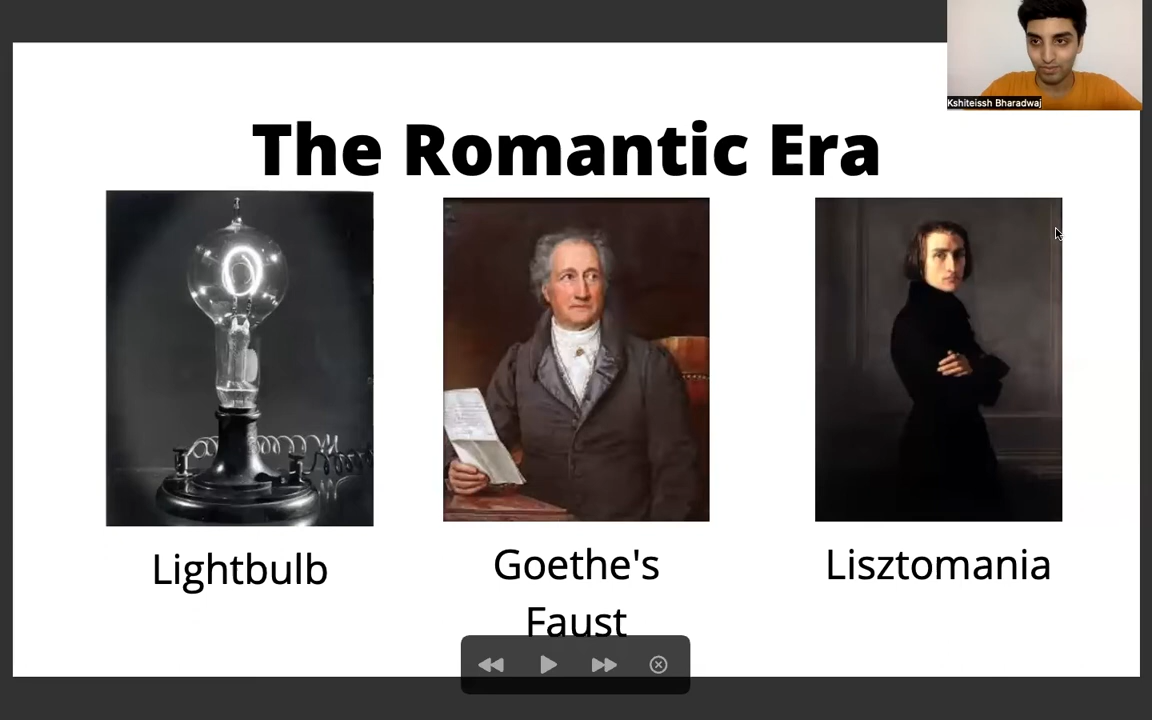 Kshiteissh Bharadwaj
The Romantic Era
Lightbulb
Goethe's
Faust
Lisztomania